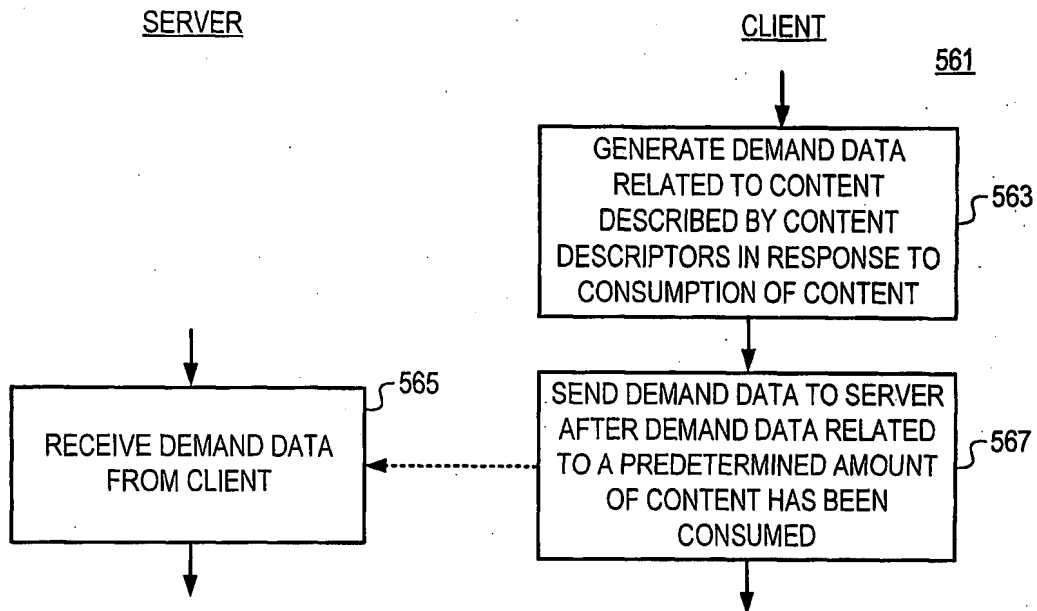 SERVER
CLIENT
561
GENERATE DEMAND DATA
RELATED TO CONTENT
DESCRIBED BY CONTENT
DESCRIPTORS IN RESPONSE TO
CONSUMPTION OF CONTENT
563
SEND DEMAND DATA TO SERVER
AFTER DEMAND DATA RELATED
TO A PREDETERMINED AMOUNT
OF CONTENT HAS BEEN
CONSUMED
567
565
RECEIVE DEMAND DATA
FROM CLIENT